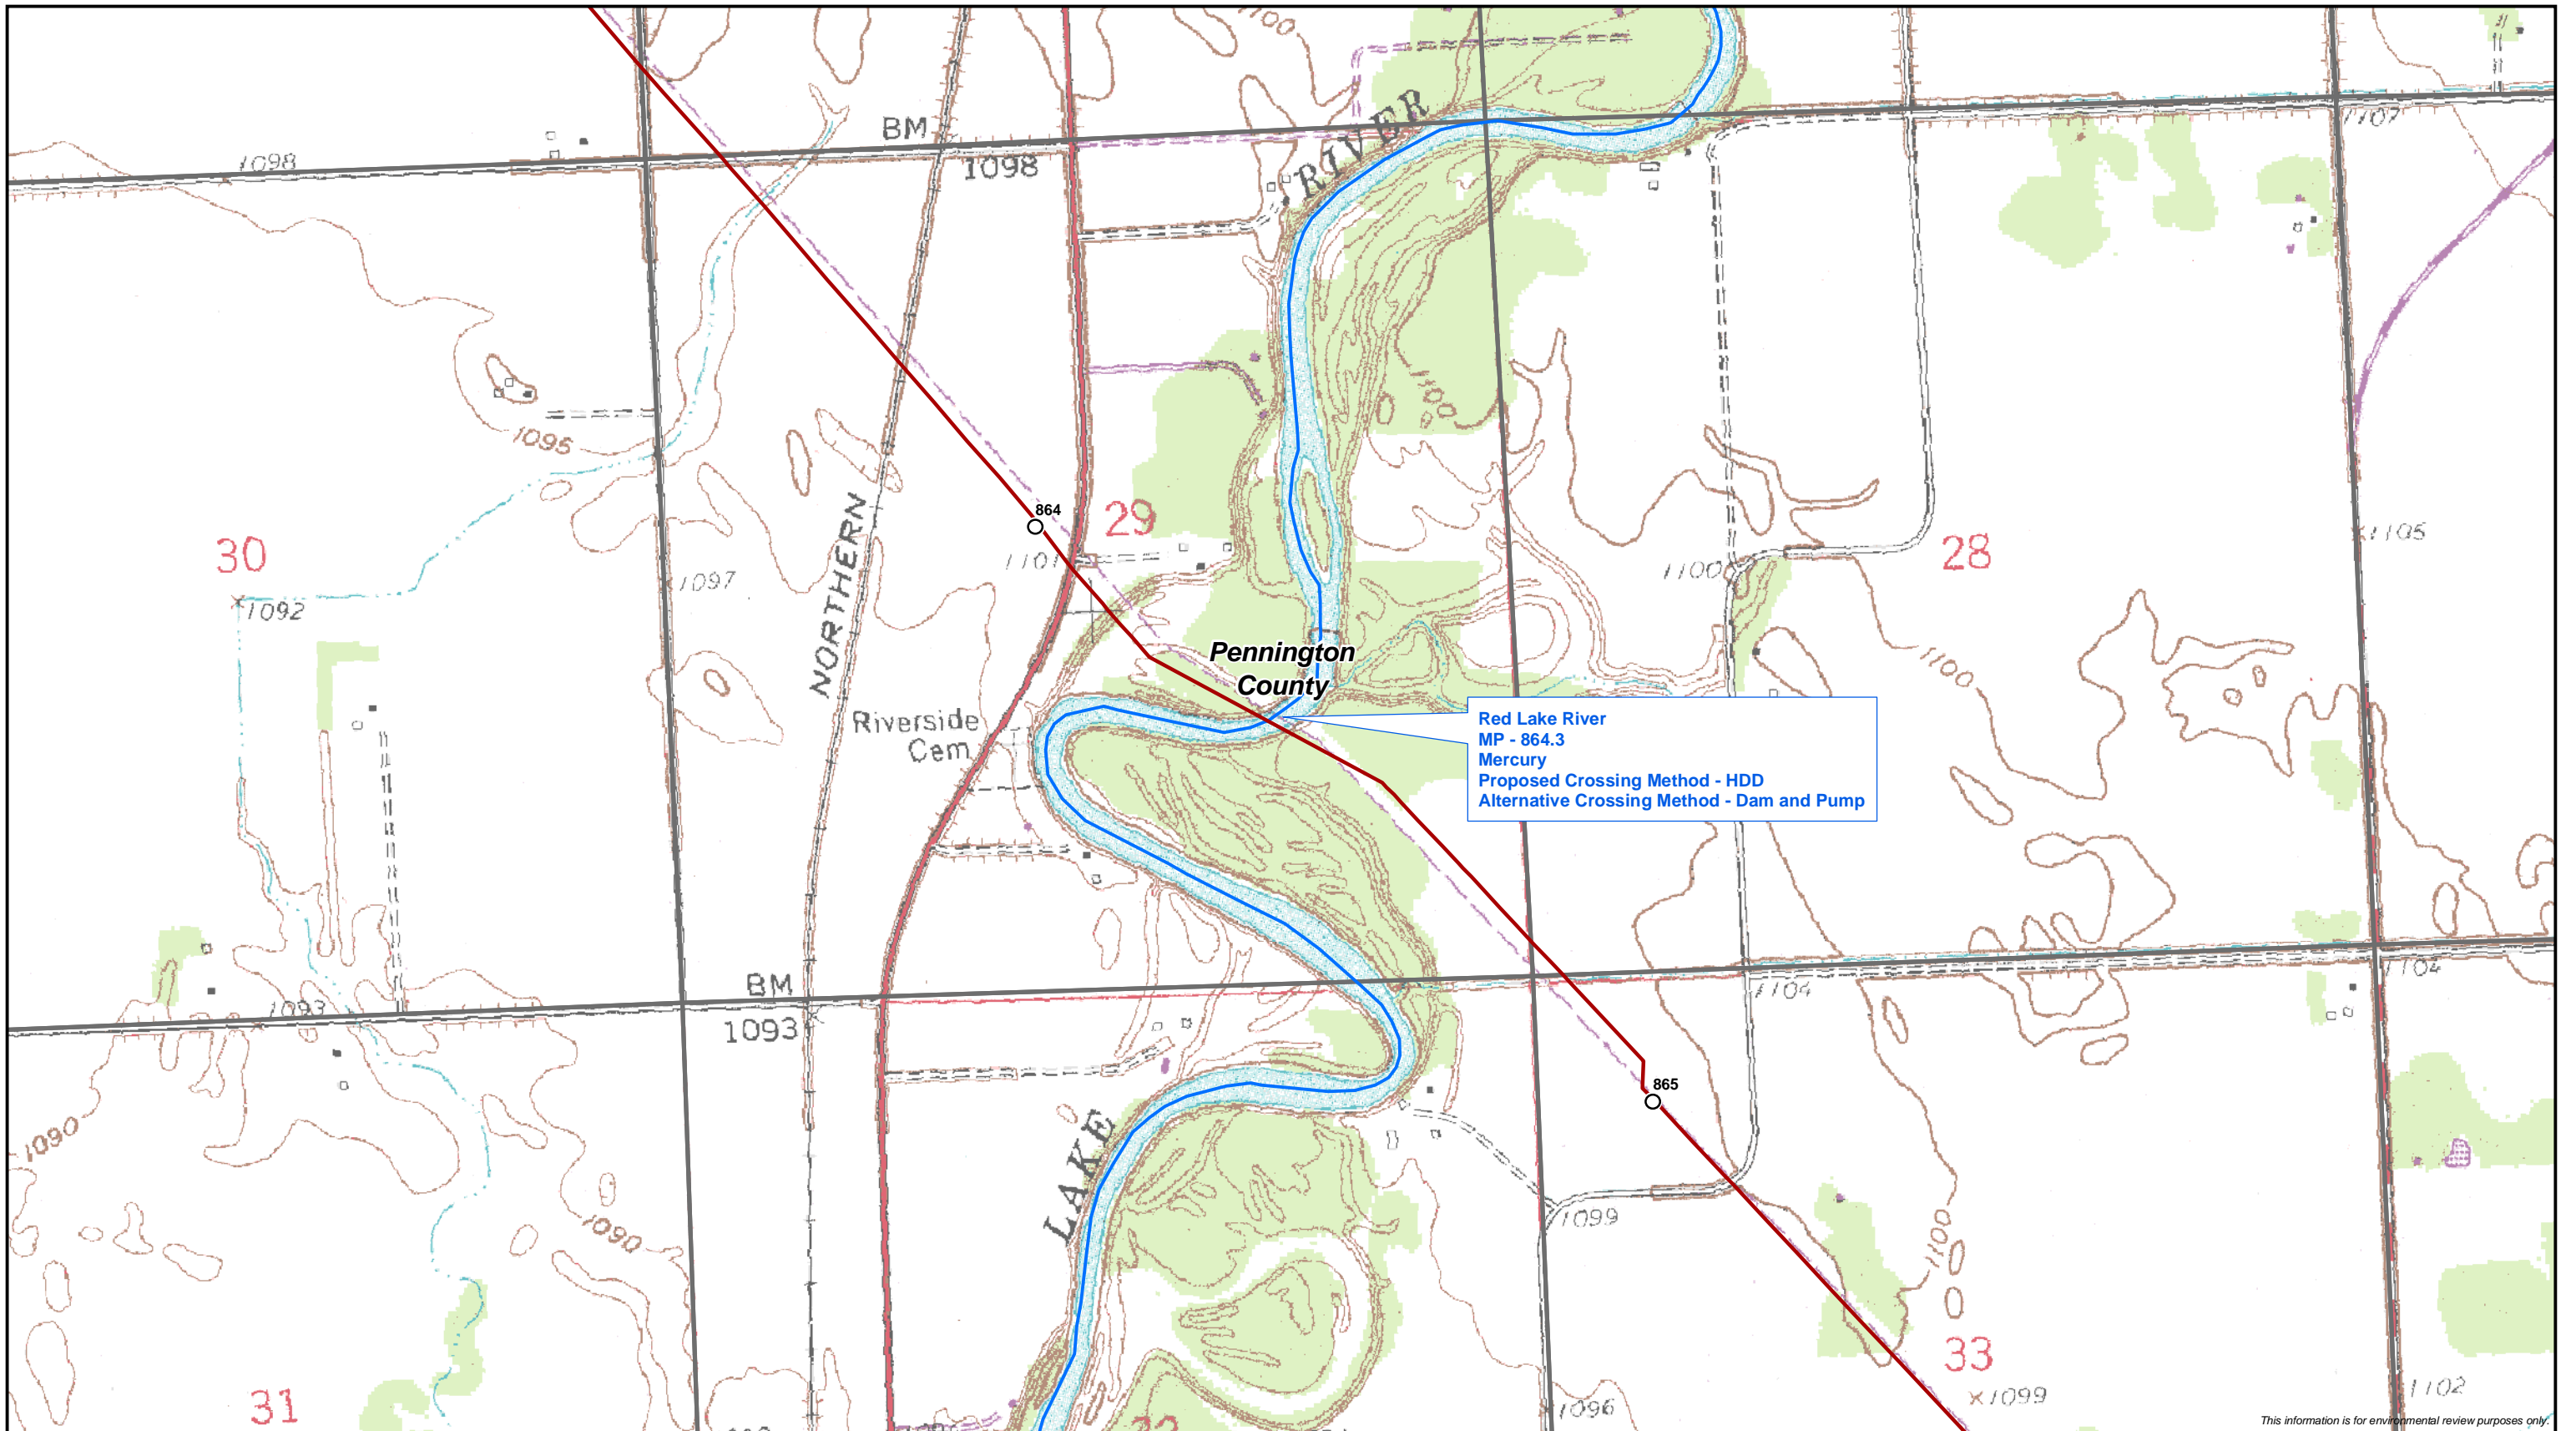 1100
RIVER
BM
1098
1098
1107
1095
1100
864
29
1101
NORTHERN
30
1092
1097
1105
28
1100
1100
Pennington
County
Riverside
Cem
Red Lake River
MP - 864.3
Mercury
Proposed Crossing Method - HDD
Alternative Crossing Method - Dam and Pump
BM
1093
1093
1104
1104
865
1090
1090
LAKE
1099
1100
33
1099
1102
31
1096
This information is for environmental review purposes only.